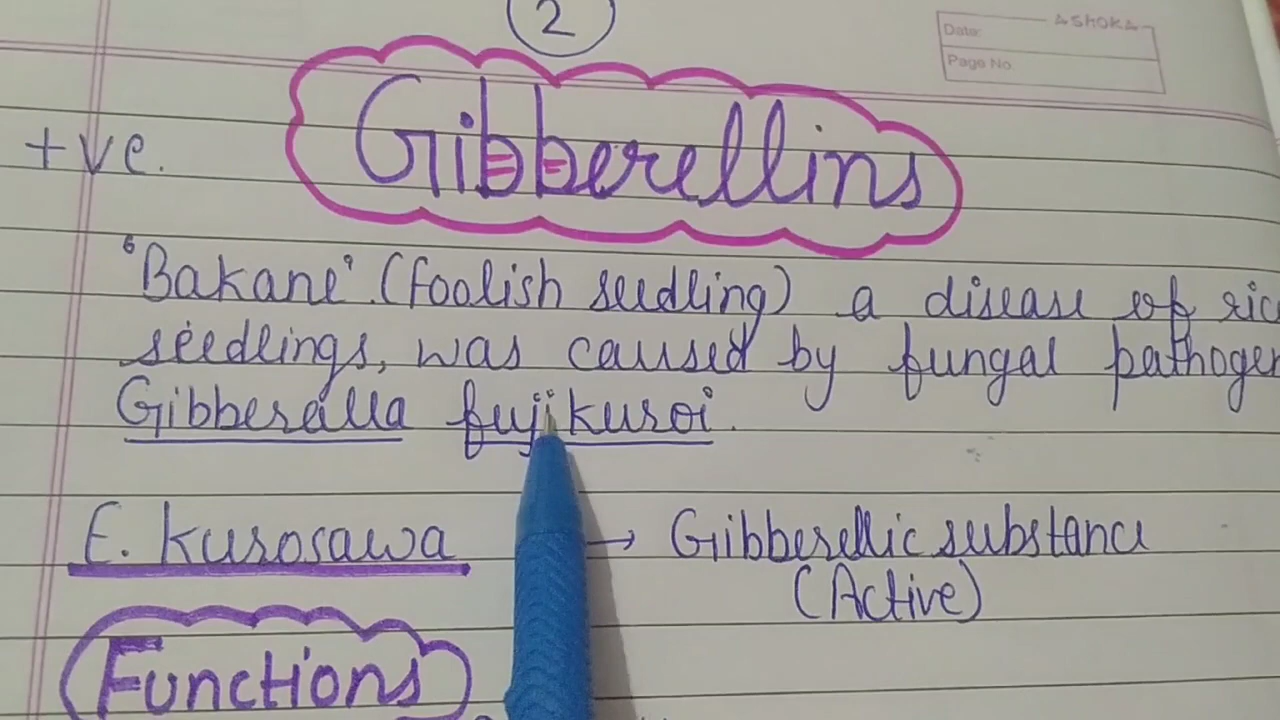 2
ASHOKA
Date:
Page No.
Gibberellins
+ve.
'Bakane' (foolish seedling) a disease of ric
seedlings, was caused by fungal pathogen
Gibberella fujikuroi.
E. Kurosawa → Gibberellic substance
(Active)
Functions